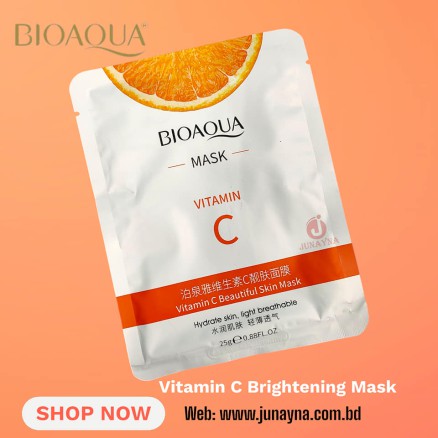 BIOAQUA
BIOAQUA
MASK
VITAMIN
C
JUNAYNA
泊泉雅维生素C靓肤面膜
Vitamin C Beautiful Skin Mask
Hydrate skin, light breathable
水润肌肤 轻薄透气
25g℮0.88FL.OZ
Vitamin C Brightening Mask
SHOP NOW
Web: www.junayna.com.bd